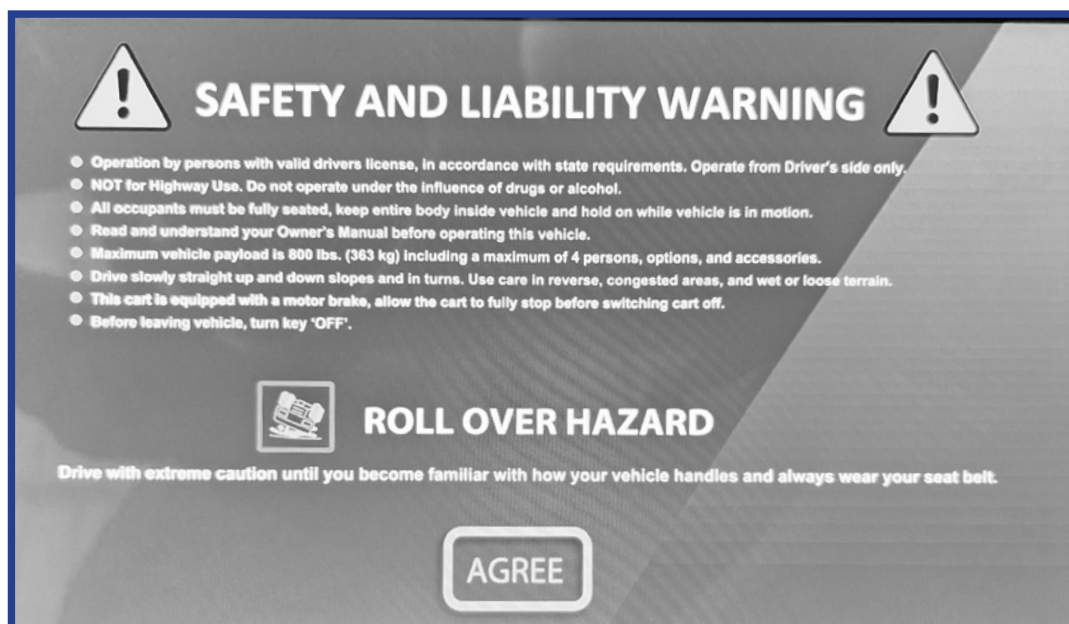 SAFETY AND LIABILITY WARNING
Operation by persons with valid drivers license, in accordance with state requirements. Operate from Driver's side only.
NOT for Highway Use. Do not operate under the influence of drugs or alcohol.
All occupants must be fully seated, keep entire body inside vehicle and hold on while vehicle is in motion.
Read and understand your Owner's Manual before operating this vehicle.
Maximum vehicle payload is 800 lbs. (363 kg) including a maximum of 4 persons, options, and accessories.
Drive slowly straight up and down slopes and in turns. Use care in reverse, congested areas, and wet or loose terrain.
This cart is equipped with a motor brake, allow the cart to fully stop before switching cart off.
Before leaving vehicle, turn key 'OFF'.
ROLL OVER HAZARD
Drive with extreme caution until you become familiar with how your vehicle handles and always wear your seat belt.
AGREE